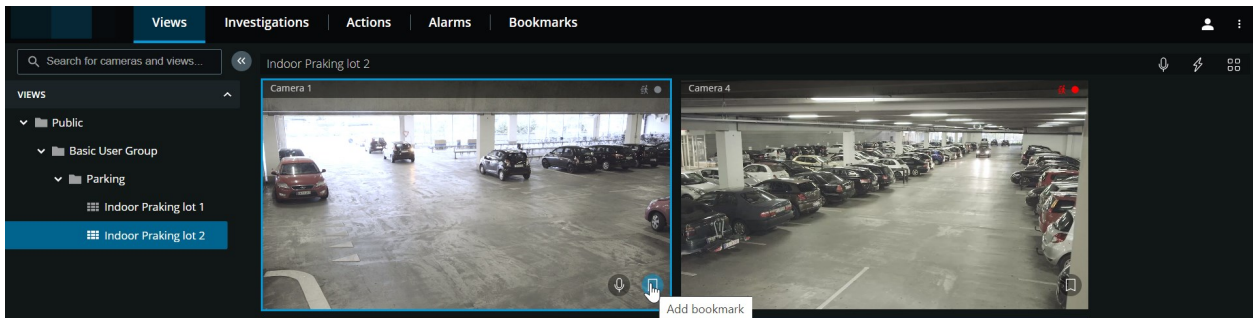 Views
Investigations
Actions
Alarms
Bookmarks
Search for cameras and views...
Indoor Praking lot 2
VIEWS
Camera 1
Camera 4
Public
Basic User Group
Parking
Indoor Praking lot 1
Indoor Praking lot 2
Add bookmark